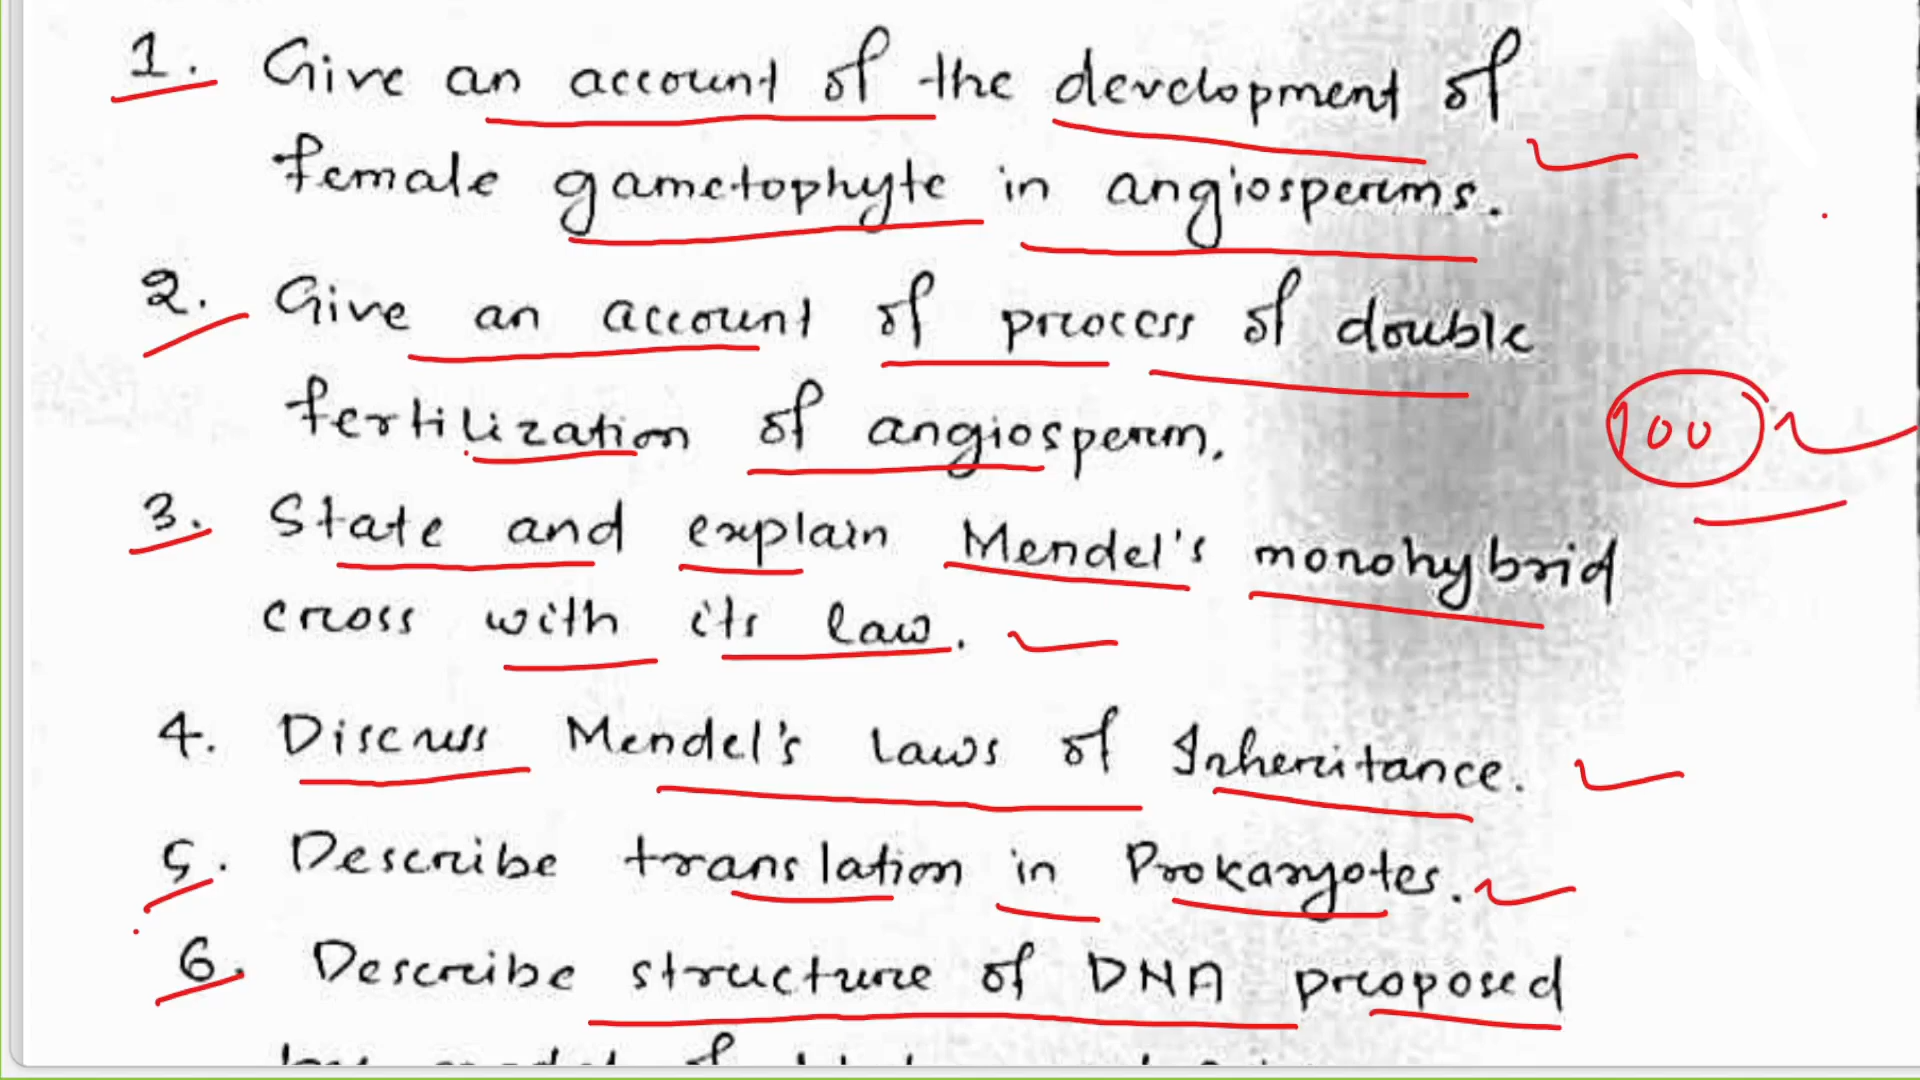 1. Give an account of the development of
female gametophyte in angiosperms.
2. Give an account of process of double
fertilization of angiosperm.
100
3. State and explain Mendel's monohybrid
cross with its law.
4. Discuss Mendel's laws of Inheritance.
5. Describe translation in Prokaryotes.
6. Describe structure of DNA proposed